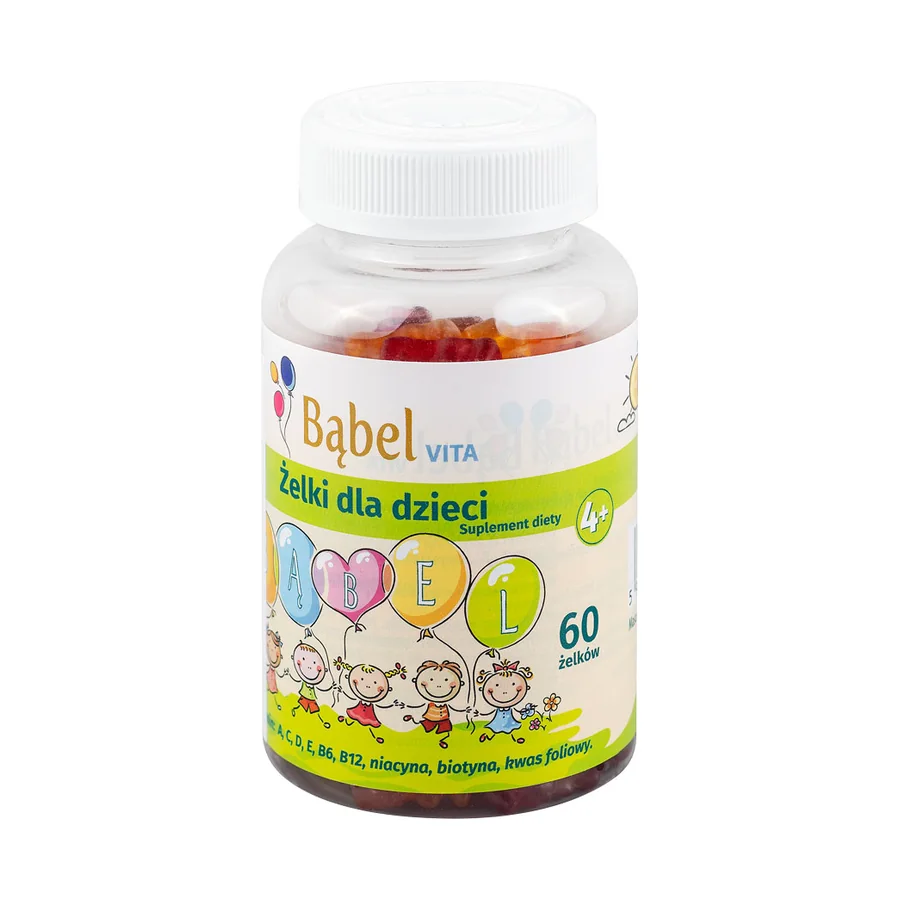 Bąbel VITA
Żelki dla dzieci
Suplement diety
4+
Ą B E L
60
żelków
A, C, D, E, B6, B12, niacyna, biotyna, kwas foliowy.